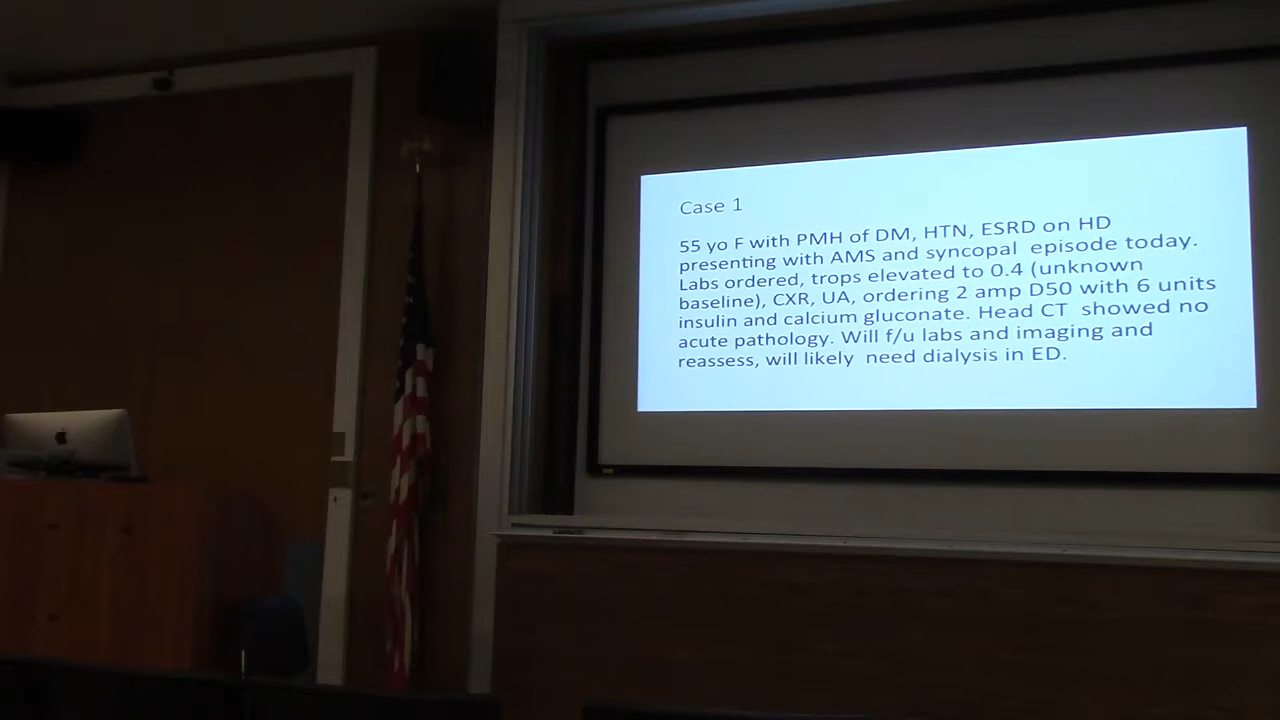 Case 1
55 yo F with PMH of DM, HTN, ESRD on HD
presenting with AMS and syncopal episode today.
Labs ordered, trops elevated to 0.4 (unknown
baseline), CXR, UA, ordering 2 amp D50 with 6 units
insulin and calcium gluconate. Head CT showed no
acute pathology. Will f/u labs and imaging and
reassess, will likely need dialysis in ED.